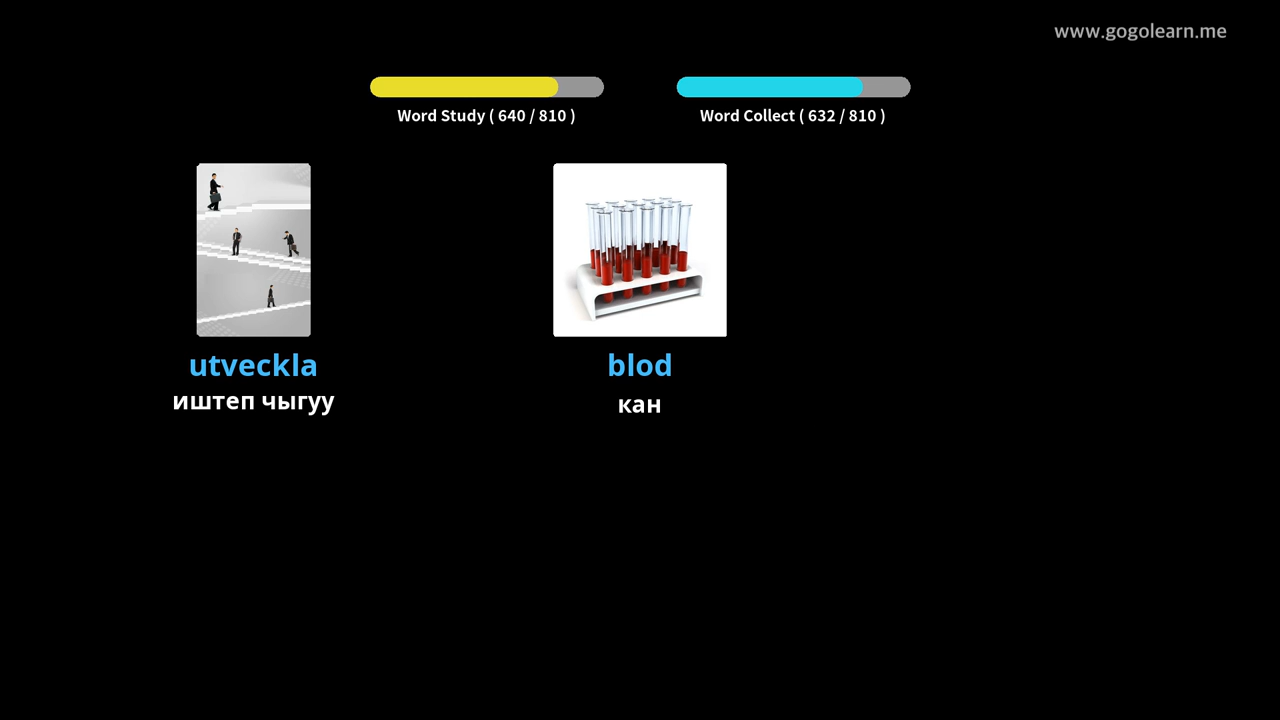 www.gogolearn.me
Word Study ( 640 / 810 )
Word Collect ( 632 / 810 )
utveckla
blod
иштеп чыгуу
кан